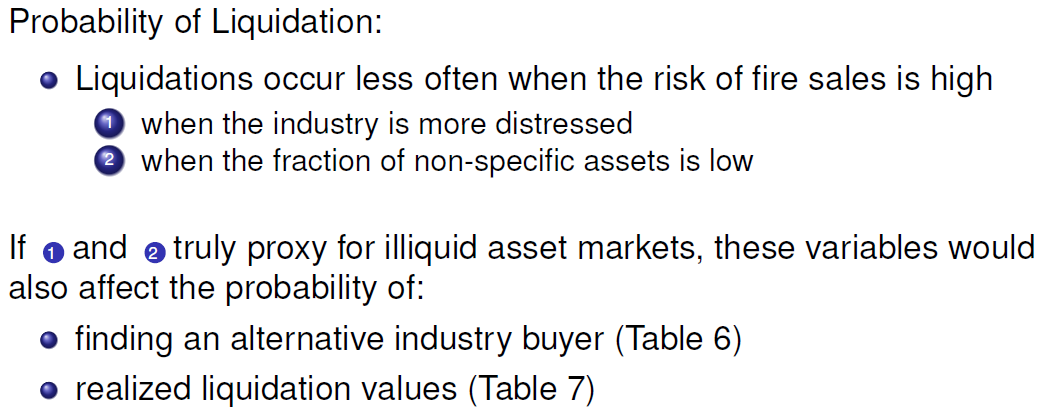 Probability of Liquidation:
Liquidations occur less often when the risk of fire sales is high
1 when the industry is more distressed
2 when the fraction of non-specific assets is low
If 1 and 2 truly proxy for illiquid asset markets, these variables would
also affect the probability of:
finding an alternative industry buyer (Table 6)
realized liquidation values (Table 7)